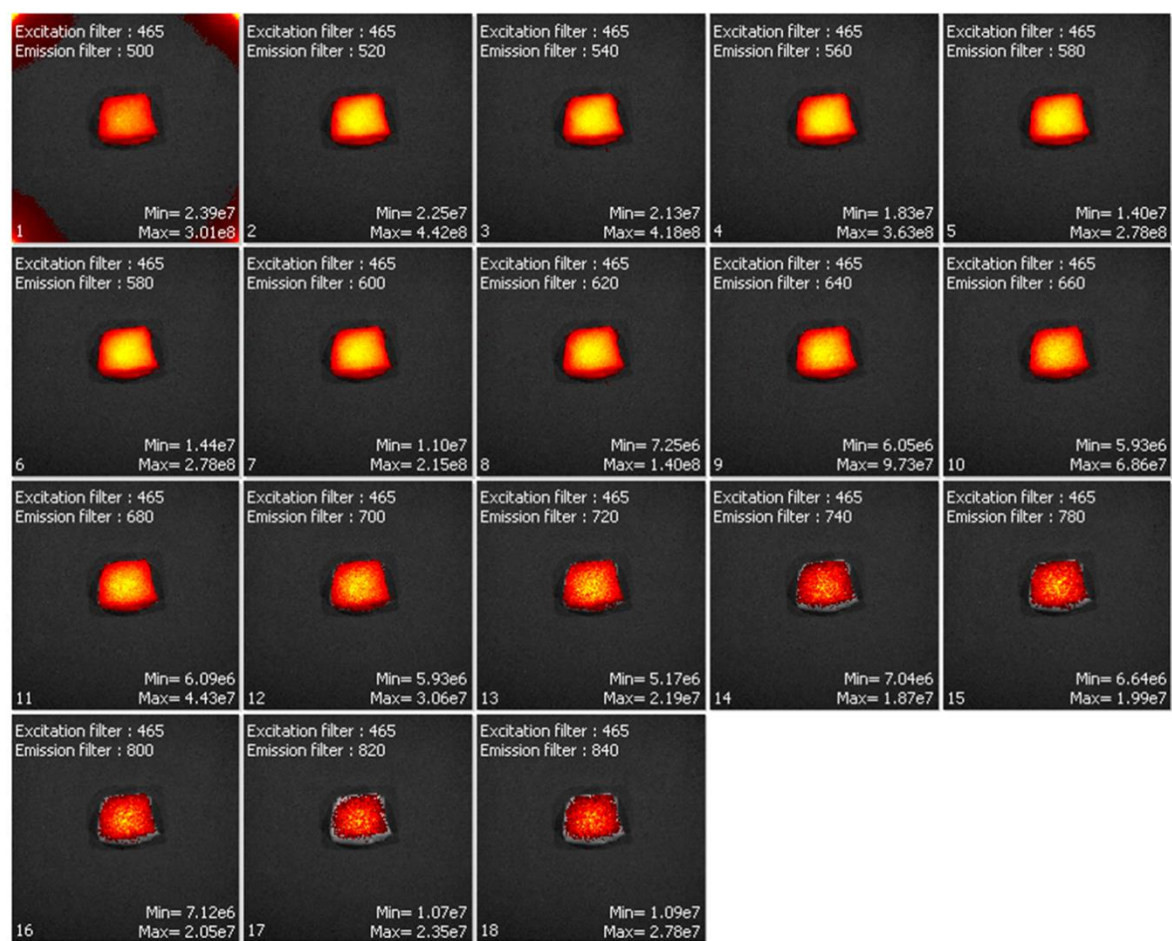 Excitation filter : 465
Emission filter : 500
Min= 2.39e7
1 Max= 3.01e8
Excitation filter : 465
Emission filter : 520
Min= 2.25e7
2 Max= 4.42e8
Excitation filter : 465
Emission filter : 540
Min= 2.13e7
3 Max= 4.18e8
Excitation filter : 465
Emission filter : 560
Min= 1.83e7
4 Max= 3.63e8
Excitation filter : 465
Emission filter : 580
Min= 1.40e7
5 Max= 2.78e8
Excitation filter : 465
Emission filter : 580
Min= 1.44e7
6 Max= 2.78e8
Excitation filter : 465
Emission filter : 600
Min= 1.10e7
7 Max= 2.15e8
Excitation filter : 465
Emission filter : 620
Min= 7.25e6
8 Max= 1.40e8
Excitation filter : 465
Emission filter : 640
Min= 6.05e6
9 Max= 9.73e7
Excitation filter : 465
Emission filter : 660
Min= 5.93e6
10 Max= 6.86e7
Excitation filter : 465
Emission filter : 680
Min= 6.09e6
11 Max= 4.43e7
Excitation filter : 465
Emission filter : 700
Min= 5.93e6
12 Max= 3.06e7
Excitation filter : 465
Emission filter : 720
Min= 5.17e6
13 Max= 2.19e7
Excitation filter : 465
Emission filter : 740
Min= 7.04e6
14 Max= 1.87e7
Excitation filter : 465
Emission filter : 780
Min= 6.64e6
15 Max= 1.99e7
Excitation filter : 465
Emission filter : 800
Min= 7.12e6
16 Max= 2.05e7
Excitation filter : 465
Emission filter : 820
Min= 1.07e7
17 Max= 2.35e7
Excitation filter : 465
Emission filter : 840
Min= 1.09e7
18 Max= 2.78e7